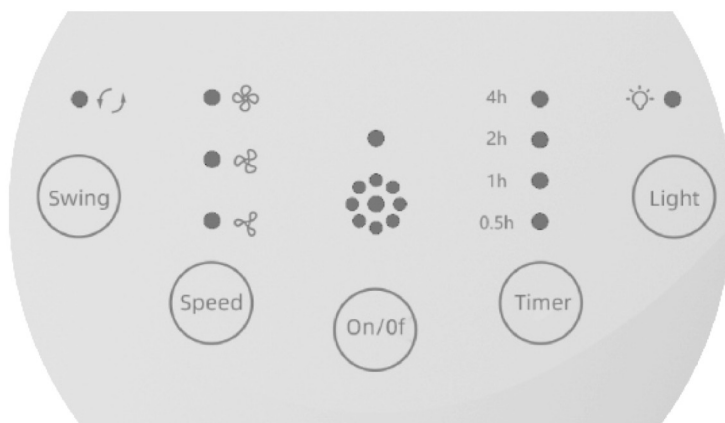 4h
2h
1h
0.5h
Swing
Light
Speed
Timer
On/0f